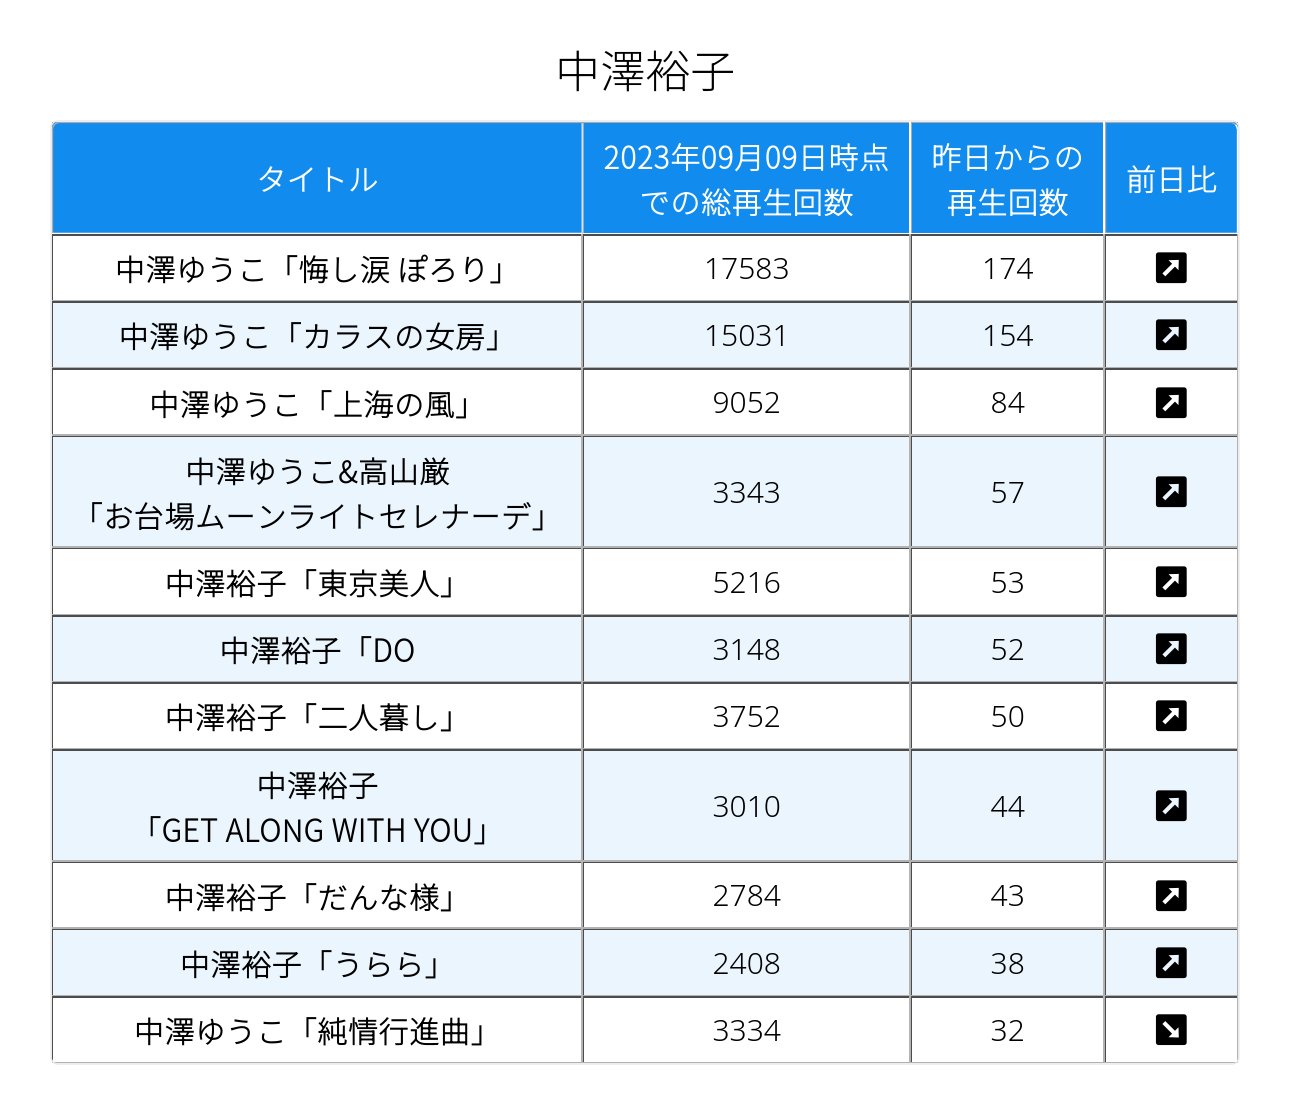 中澤裕子
タイトル
2023年09月09日時点
での総再生回数
昨日からの
再生回数
前日比
中澤ゆうこ「悔し涙 ぽろり」
17583
174
中澤ゆうこ「カラスの女房」
15031
154
中澤ゆうこ「上海の風」
9052
84
中澤ゆうこ&高山厳
「お台場ムーンライトセレナーデ」
3343
57
中澤裕子「東京美人」
5216
53
中澤裕子「DO
3148
52
中澤裕子「二人暮し」
3752
50
中澤裕子
「GET ALONG WITH YOU」
3010
44
中澤裕子「だんな様」
2784
43
中澤裕子「うらら」
2408
38
中澤ゆうこ「純情行進曲」
3334
32